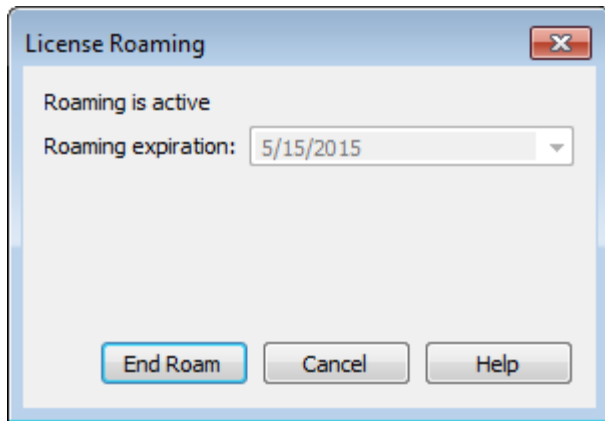 License Roaming
Roaming is active
Roaming expiration: 5/15/2015
End Roam Cancel Help